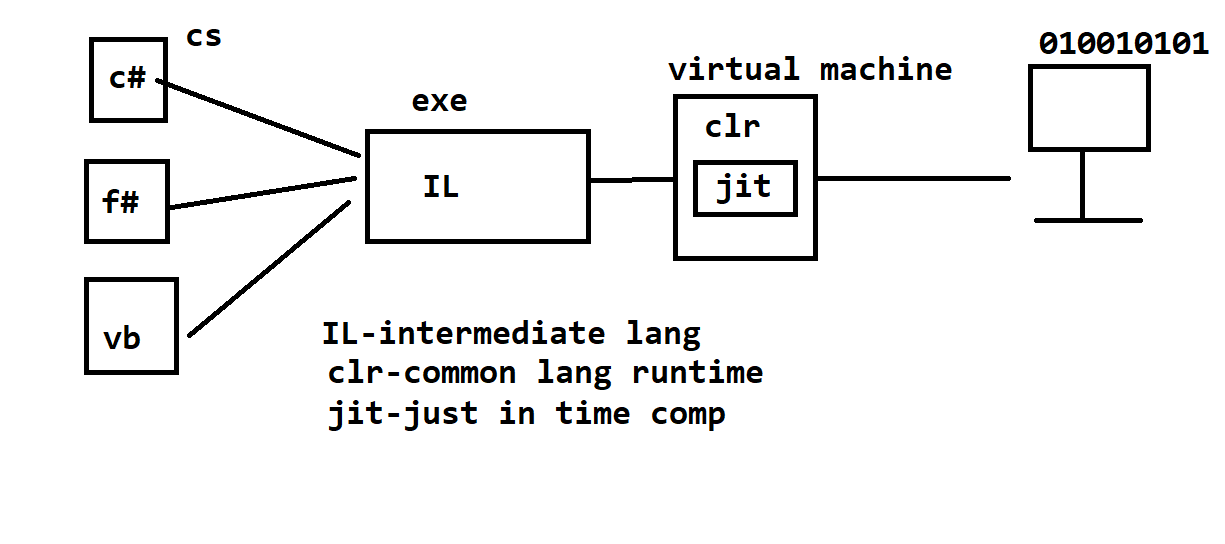 cs
c#
f#
vb
exe
IL
virtual machine
clr
jit
010010101
IL-intermediate lang
clr-common lang runtime
jit-just in time comp